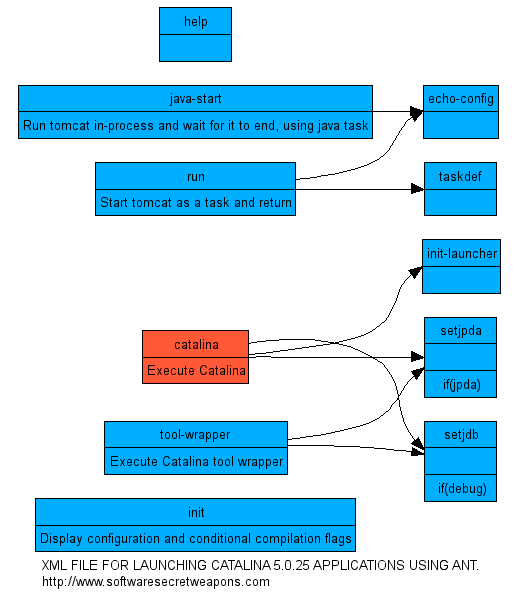 help
java-start
Run tomcat in-process and wait for it to end, using java task
echo-config
run
Start tomcat as a task and return
taskdef
init-launcher
catalina
Execute Catalina
setjpda
if(jpda)
tool-wrapper
Execute Catalina tool wrapper
setjdb
if(debug)
init
Display configuration and conditional compilation flags
XML FILE FOR LAUNCHING CATALINA 5.0.25 APPLICATIONS USING ANT.
http://www.softwaresecretweapons.com